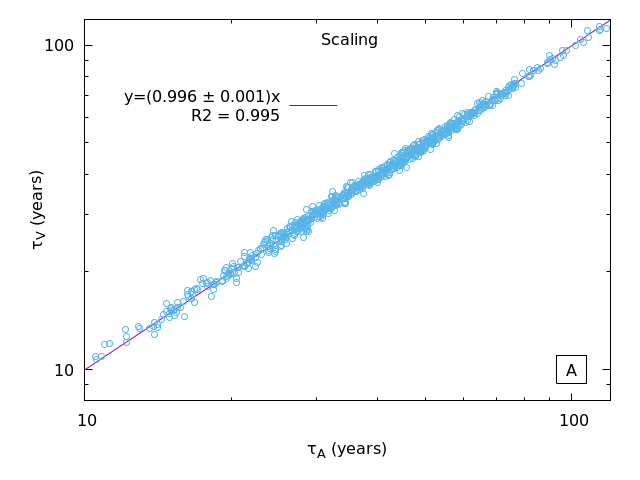 Scaling
y=(0.996 ± 0.001)x
R2 = 0.995
100
10
τV (years)
A
10
100
τA (years)